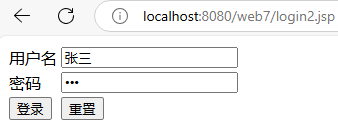 localhost:8080/web7/login2.jsp
用户名 张三
密码 •••
登录 重置